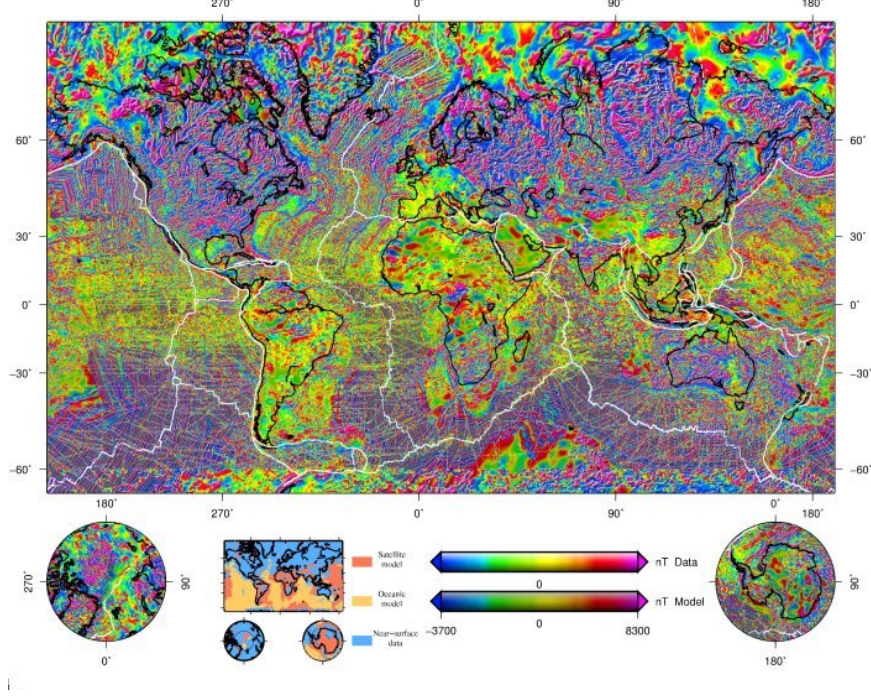 270° 0° 90° 180°
60° 60°
30° 30°
0° 0°
−30° −30°
−60° −60°
180° 270° 0° 90° 0° 180°
Satellite
model
nT Data
270° 90° 0 90°
Oceanic
model
nT Model
−3700 0 8300
Near−surface
data
0° 180°